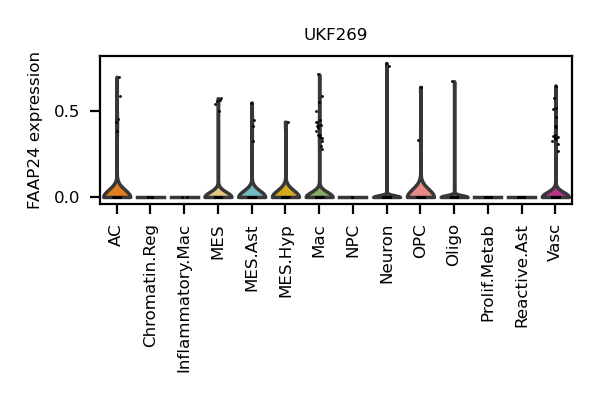 UKF269
FAAP24 expression
0.5
0.0
AC
Chromatin.Reg
Inflammatory.Mac
MES
MES.Ast
MES.Hyp
Mac
NPC
Neuron
OPC
Oligo
Prolif.Metab
Reactive.Ast
Vasc